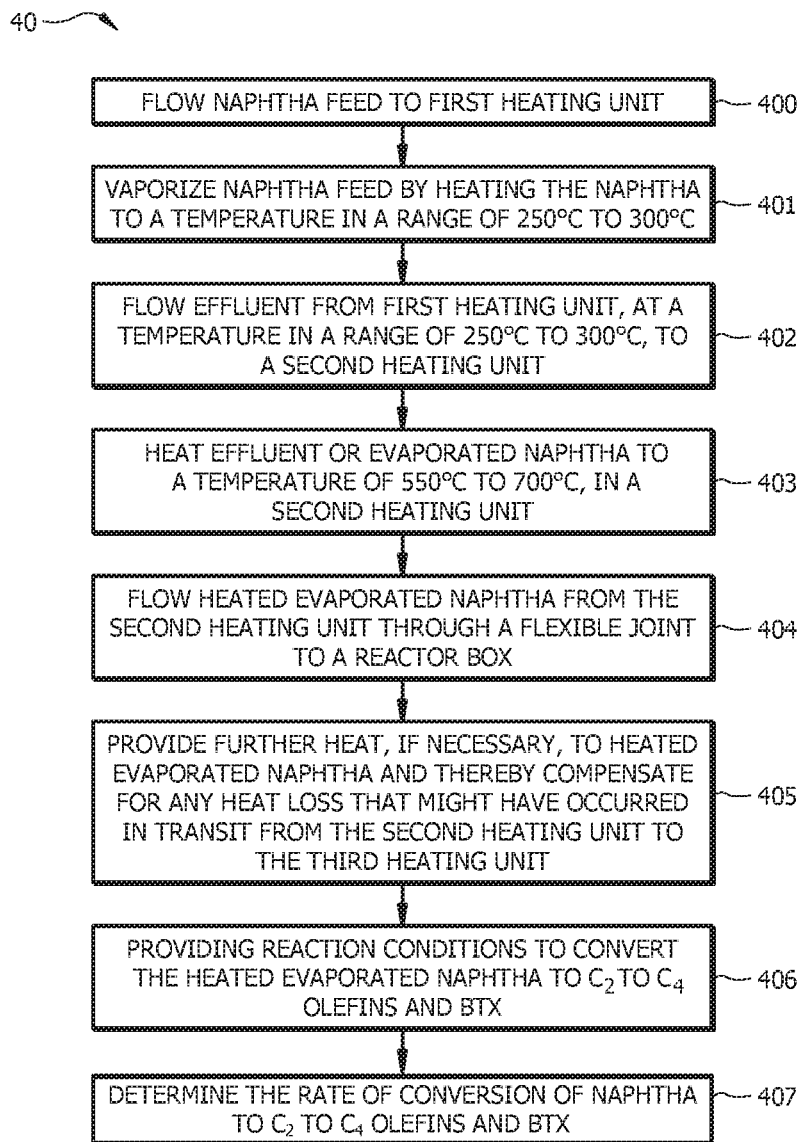 40
FLOW NAPHTHA FEED TO FIRST HEATING UNIT
400
VAPORIZE NAPHTHA FEED BY HEATING THE NAPHTHA
TO A TEMPERATURE IN A RANGE OF 250°C TO 300°C
401
FLOW EFFLUENT FROM FIRST HEATING UNIT, AT A
TEMPERATURE IN A RANGE OF 250°C TO 300°C, TO
A SECOND HEATING UNIT
402
HEAT EFFLUENT OR EVAPORATED NAPHTHA TO
A TEMPERATURE OF 550°C TO 700°C, IN A
SECOND HEATING UNIT
403
FLOW HEATED EVAPORATED NAPHTHA FROM THE
SECOND HEATING UNIT THROUGH A FLEXIBLE JOINT
TO A REACTOR BOX
404
PROVIDE FURTHER HEAT, IF NECESSARY, TO HEATED
EVAPORATED NAPHTHA AND THEREBY COMPENSATE
FOR ANY HEAT LOSS THAT MIGHT HAVE OCCURRED
IN TRANSIT FROM THE SECOND HEATING UNIT TO
THE THIRD HEATING UNIT
405
PROVIDING REACTION CONDITIONS TO CONVERT
THE HEATED EVAPORATED NAPHTHA TO C₂ TO C₄
OLEFINS AND BTX
406
DETERMINE THE RATE OF CONVERSION OF NAPHTHA
TO C₂ TO C₄ OLEFINS AND BTX
407